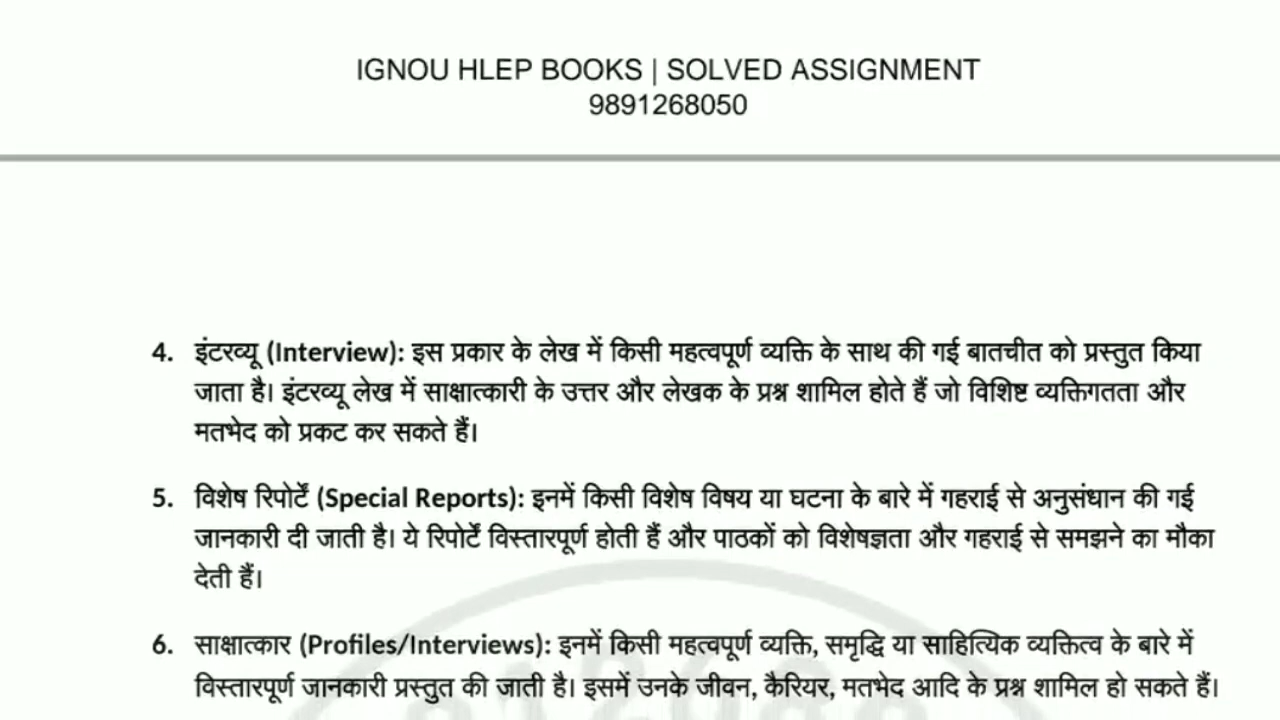 IGNOU HLEP BOOKS | SOLVED ASSIGNMENT
9891268050
4. इंटरव्यू (Interview): इस प्रकार के लेख में किसी महत्वपूर्ण व्यक्ति के साथ की गई बातचीत को प्रस्तुत किया
जाता है। इंटरव्यू लेख में साक्षात्कारी के उत्तर और लेखक के प्रश्न शामिल होते हैं जो विशिष्ट व्यक्तिगतता और
मतभेद को प्रकट कर सकते हैं।
5. विशेष रिपोर्टें (Special Reports): इनमें किसी विशेष विषय या घटना के बारे में गहराई से अनुसंधान की गई
जानकारी दी जाती है। ये रिपोर्टें विस्तारपूर्ण होती हैं और पाठकों को विशेषज्ञता और गहराई से समझने का मौका
देती हैं।
6. साक्षात्कार (Profiles/Interviews): इनमें किसी महत्वपूर्ण व्यक्ति, समृद्धि या साहित्यिक व्यक्तित्व के बारे में
विस्तारपूर्ण जानकारी प्रस्तुत की जाती है। इसमें उनके जीवन, कैरियर, मतभेद आदि के प्रश्न शामिल हो सकते हैं।